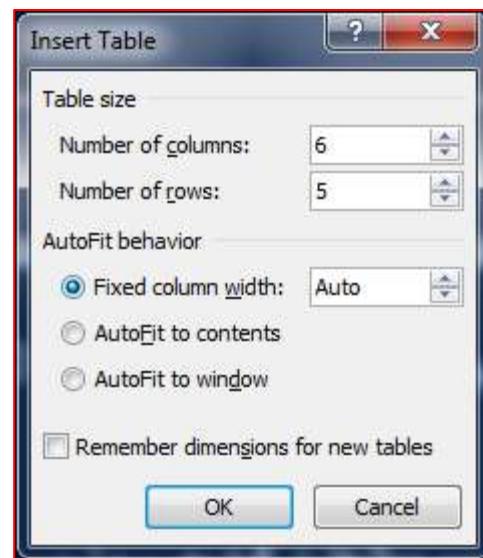 Insert Table
?
X
Table size
Number of columns: 6
Number of rows: 5
AutoFit behavior
Fixed column width: Auto
AutoFit to contents
AutoFit to window
Remember dimensions for new tables
OK Cancel